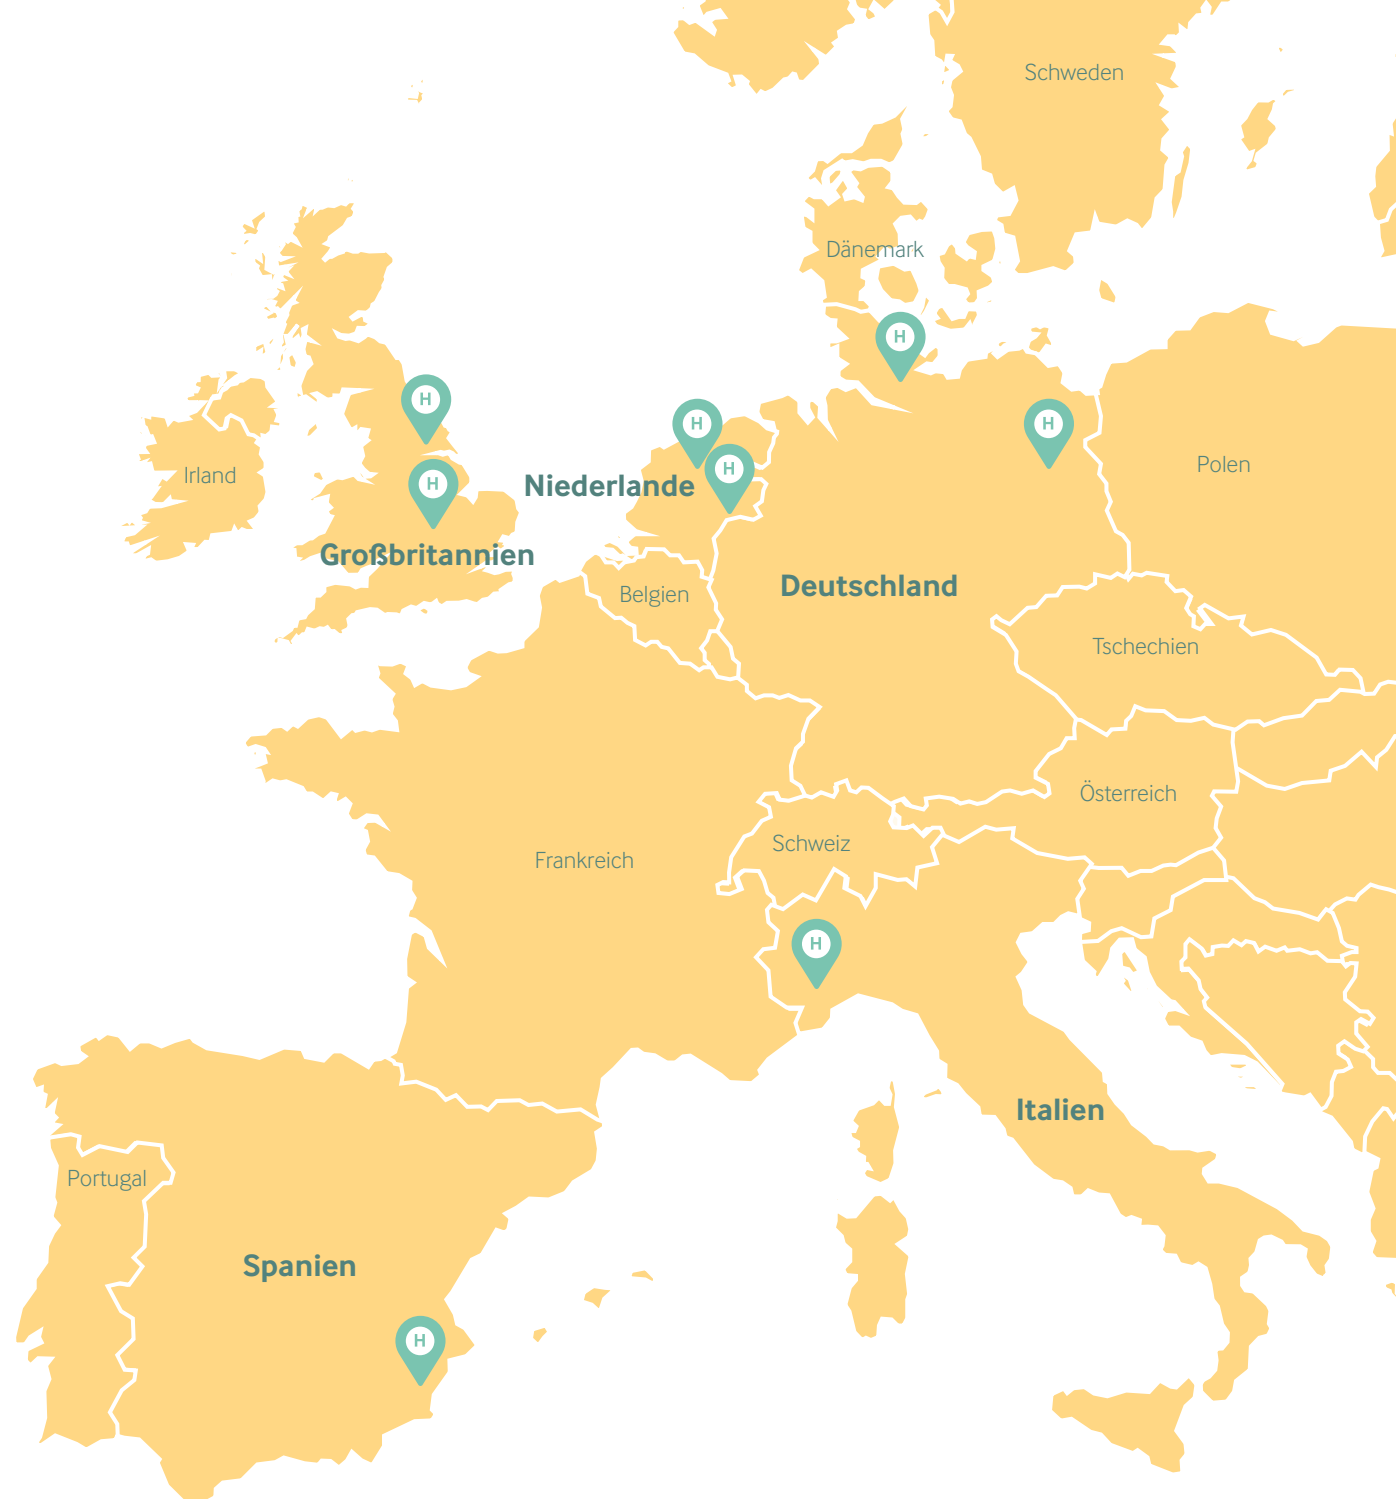 Schweden
Dänemark
H
H
H
H
H
H
H
Irland
Polen
Niederlande
Großbritannien
Deutschland
Belgien
Tschechien
Österreich
Schweiz
Frankreich
H
Italien
Portugal
Spanien
H